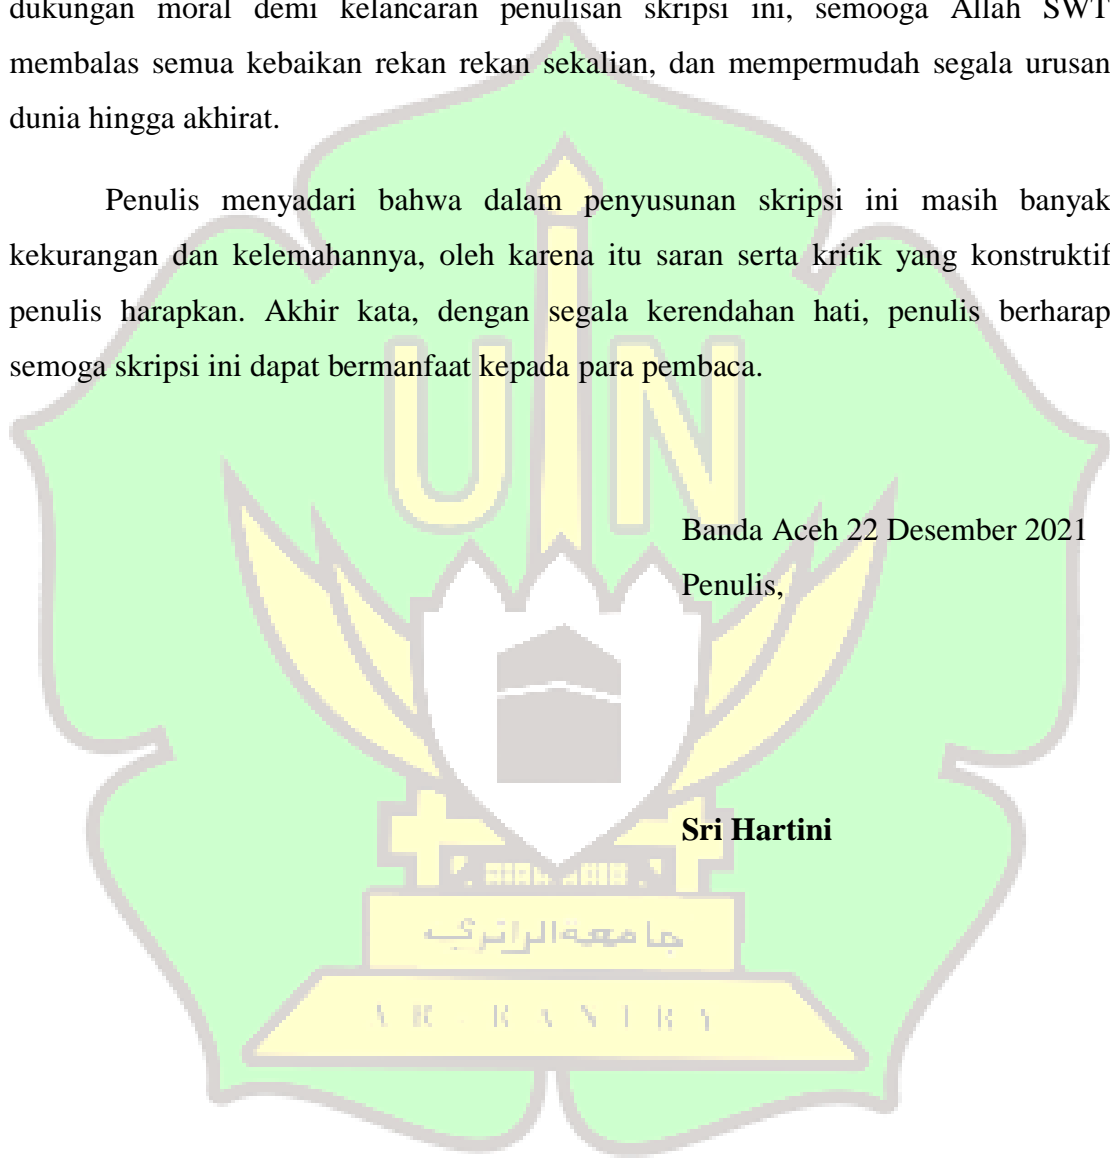 dukungan moral demi kelancaran penulisan skripsi ini, semooga Allah SWT
membalas semua kebaikan rekan rekan sekalian, dan mempermudah segala urusan
dunia hingga akhirat.
Penulis menyadari bahwa dalam penyusunan skripsi ini masih banyak
kekurangan dan kelemahannya, oleh karena itu saran serta kritik yang konstruktif
penulis harapkan. Akhir kata, dengan segala kerendahan hati, penulis berharap
semoga skripsi ini dapat bermanfaat kepada para pembaca.
UIN
Banda Aceh 22 Desember 2021
Penulis,
Sri Hartini
جامعة الرانري
AR - RANIRY